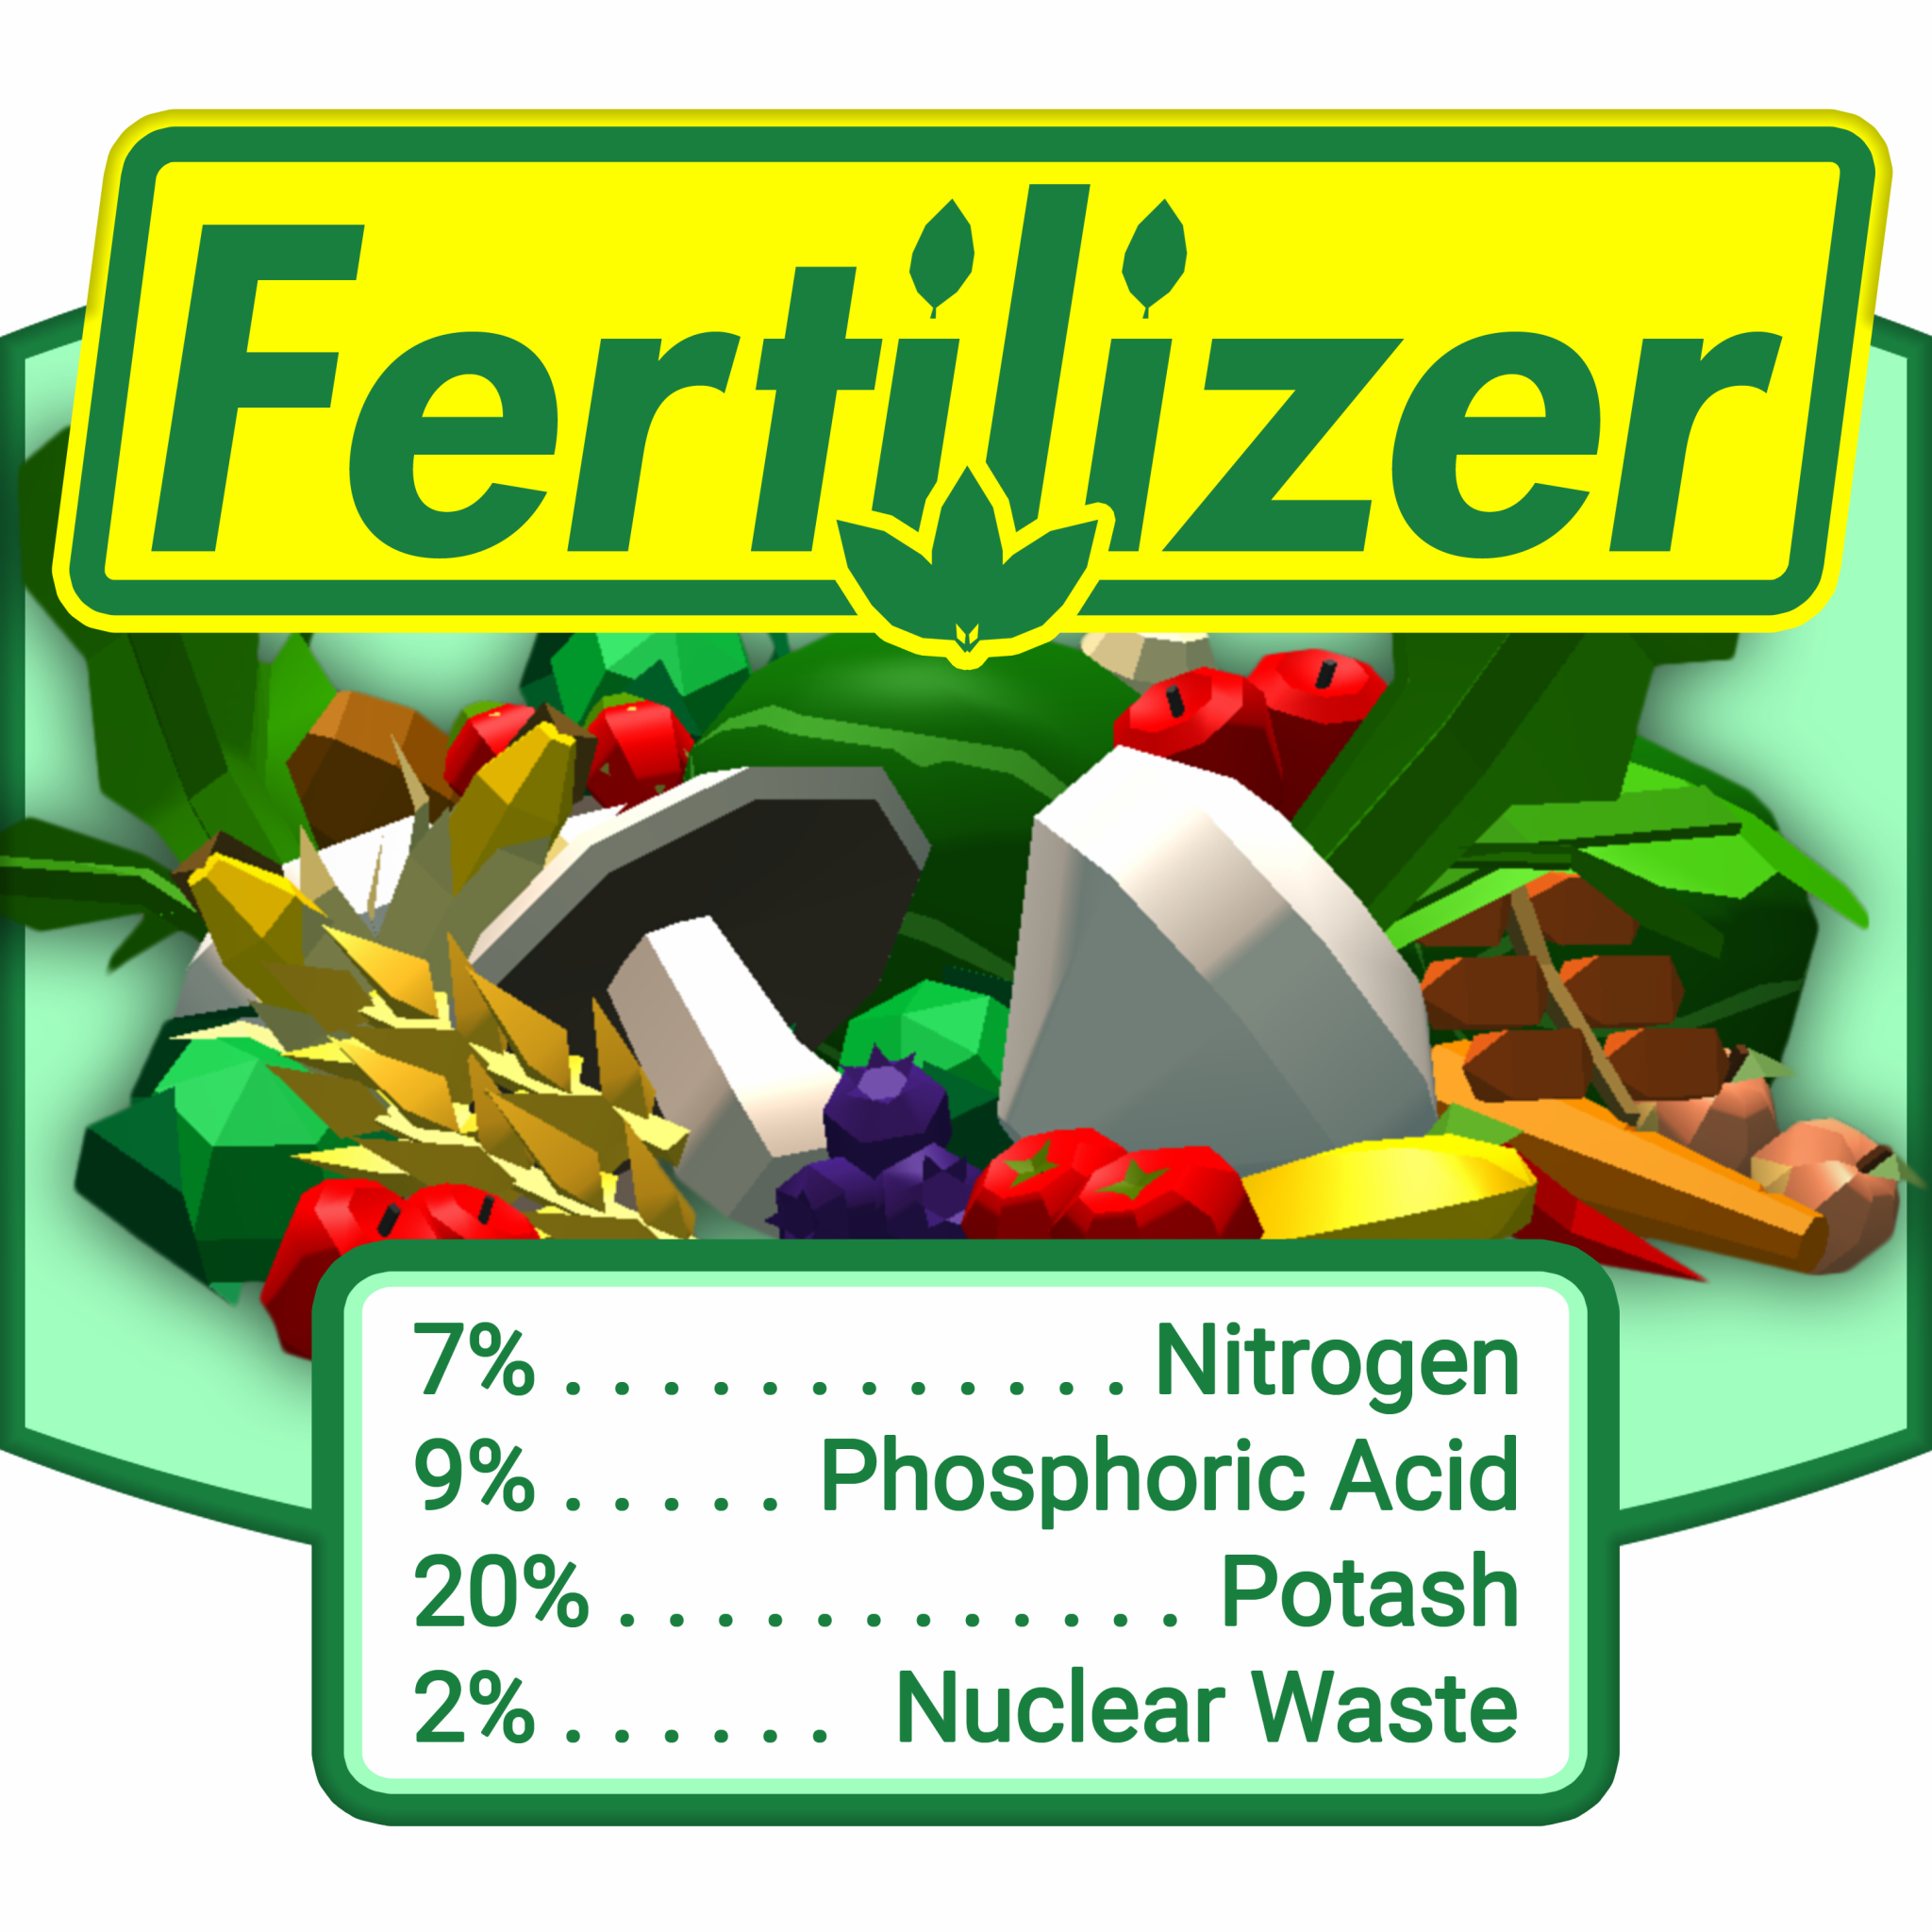 Fertilizer
7% . . . . . . . . . . . . Nitrogen
9% . . . . . Phosphoric Acid
20% . . . . . . . . . . . . Potash
2% . . . . . . Nuclear Waste